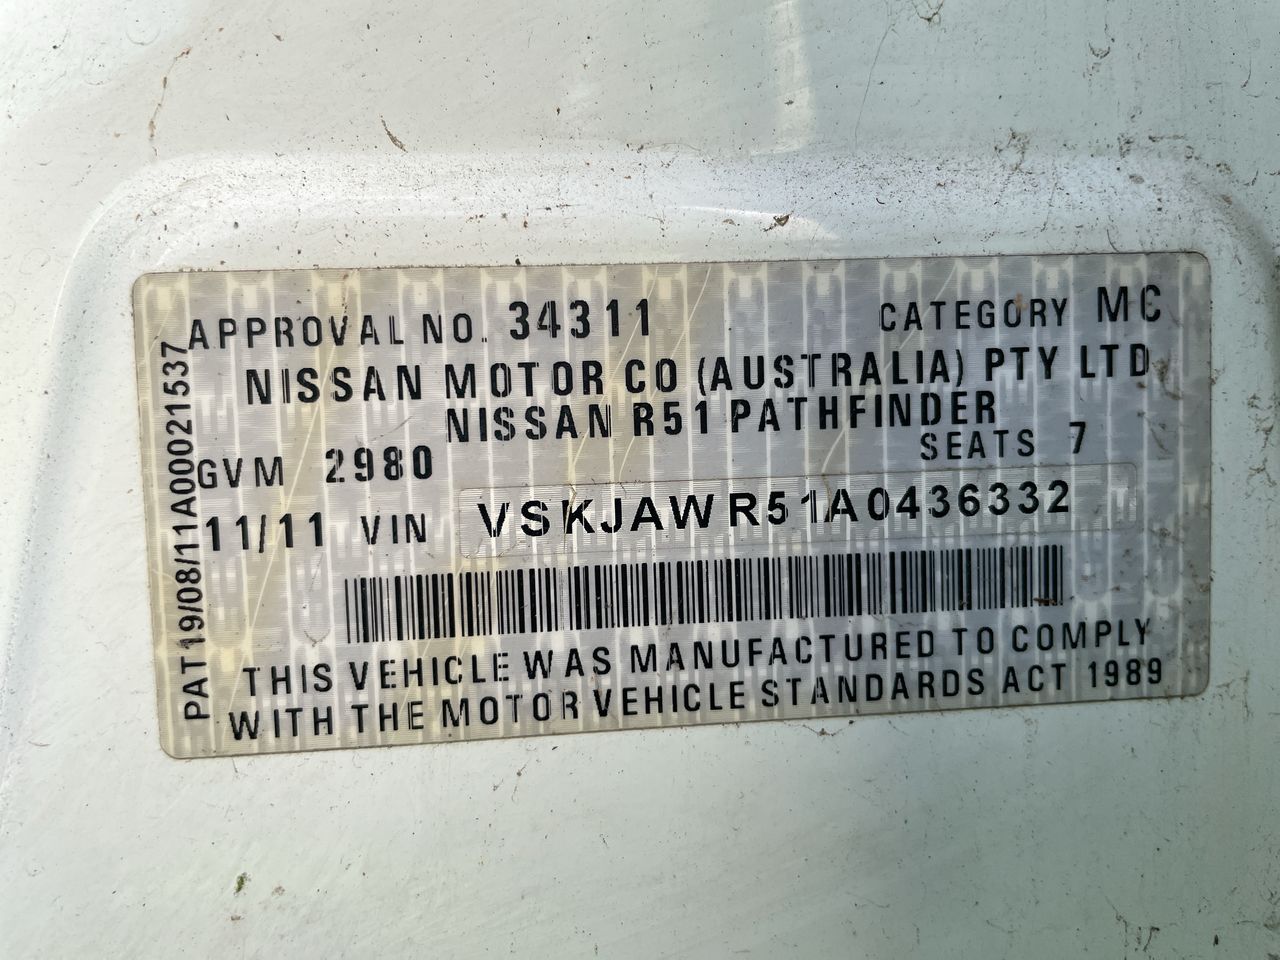 APPROVAL NO. 34311 CATEGORY MC
NISSAN MOTOR CO (AUSTRALIA) PTY LTD
NISSAN R51 PATHFINDER
GVM 2980 SEATS 7
11/11 VIN VSKJAWR51A0436332
THIS VEHICLE WAS MANUFACTURED TO COMPLY
WITH THE MOTOR VEHICLE STANDARDS ACT 1989
PAT19/08/11A00021537